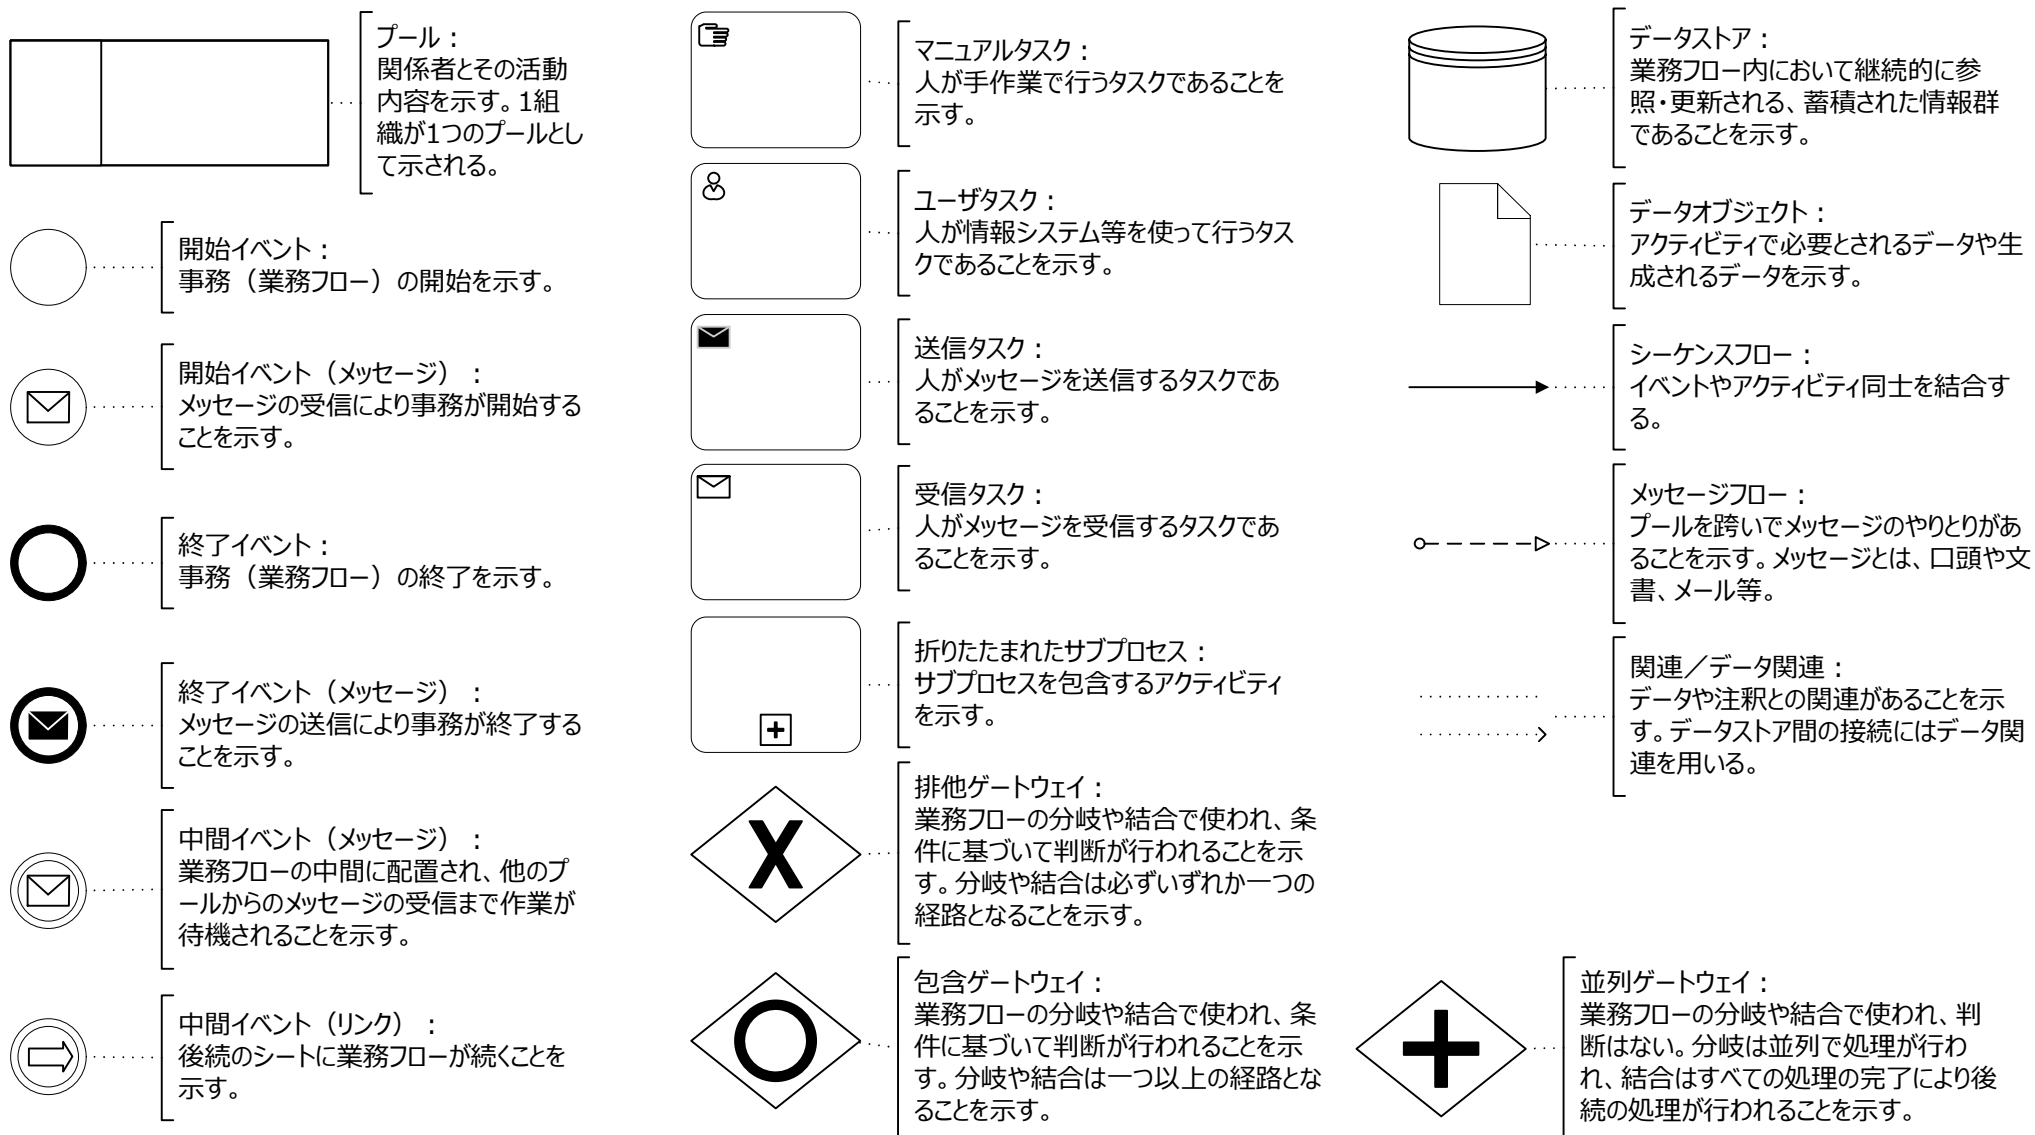 プール：
関係者とその活動
内容を示す。1組
織が1つのプールとし
て示される。
開始イベント：
事務（業務フロー）の開始を示す。
開始イベント（メッセージ）：
メッセージの受信により事務が開始する
ことを示す。
終了イベント：
事務（業務フロー）の終了を示す。
終了イベント（メッセージ）：
メッセージの送信により事務が終了する
ことを示す。
中間イベント（メッセージ）：
業務フローの中間に配置され、他のプ
ールからのメッセージの受信まで作業が
待機されることを示す。
中間イベント（リンク）：
後続のシートに業務フローが続くことを
示す。
マニュアルタスク：
人が手作業で行うタスクであることを
示す。
ユーザタスク：
人が情報システム等を使って行うタス
クであることを示す。
送信タスク：
人がメッセージを送信するタスクであ
ることを示す。
受信タスク：
人がメッセージを受信するタスクであ
ることを示す。
折りたたまれたサブプロセス：
サブプロセスを包含するアクティビティ
を示す。
排他ゲートウェイ：
業務フローの分岐や結合で使われ、条
件に基づいて判断が行われることを示
す。分岐や結合は必ずいずれか一つの
経路となることを示す。
包含ゲートウェイ：
業務フローの分岐や結合で使われ、条
件に基づいて判断が行われることを示
す。分岐や結合は一つ以上の経路とな
ることを示す。
データストア：
業務フロー内において継続的に参
照・更新される、蓄積された情報群
であることを示す。
データオブジェクト：
アクティビティで必要とされるデータや生
成されるデータを示す。
シーケンスフロー：
イベントやアクティビティ同士を結合す
る。
メッセージフロー：
プールを跨いでメッセージのやりとりがあ
ることを示す。メッセージとは、口頭や文
書、メール等。
関連／データ関連：
データや注釈との関連があることを示
す。データストア間の接続にはデータ関
連を用いる。
並列ゲートウェイ：
業務フローの分岐や結合で使われ、判
断はない。分岐は並列で処理が行わ
れ、結合はすべての処理の完了により後
続の処理が行われることを示す。